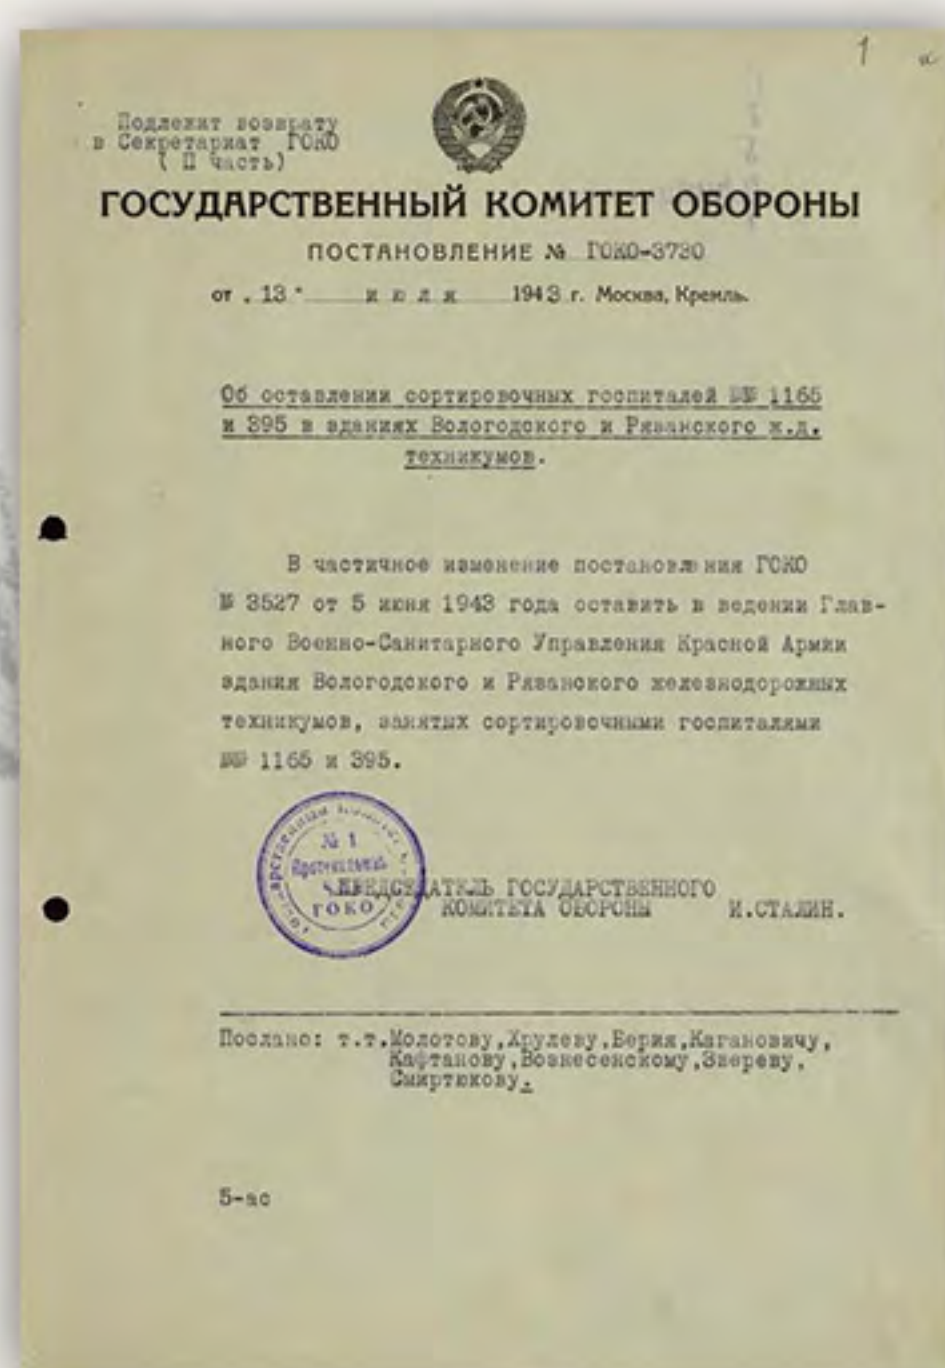 1
Подлежит возврату
в Секретариат ГОКО
( II часть)
ГОСУДАРСТВЕННЫЙ КОМИТЕТ ОБОРОНЫ
ПОСТАНОВЛЕНИЕ № ГОКО-3730
от „ 13 " июля 1943 г. Москва, Кремль.
Об оставлении сортировочных госпиталей №№ 1165
и 395 в зданиях Вологодского и Рязанского ж.д.
техникумов.
В частичное изменение постановления ГОКО
№ 3527 от 5 июня 1943 года оставить в ведении Глав-
ного Военно-Санитарного Управления Красной Армии
здания Вологодского и Рязанского железнодорожных
техникумов, занятых сортировочными госпиталями
№№ 1165 и 395.
№ 1
ГОКО
ПРЕДСЕДАТЕЛЬ ГОСУДАРСТВЕННОГО
КОМИТЕТА ОБОРОНЫ И.СТАЛИН.
Послано: т.т.Молотову,Хрулеву,Берия,Кагановичу,
Кафтанову,Вознесенскому,Звереву,
Смиртюкову.
5-ас